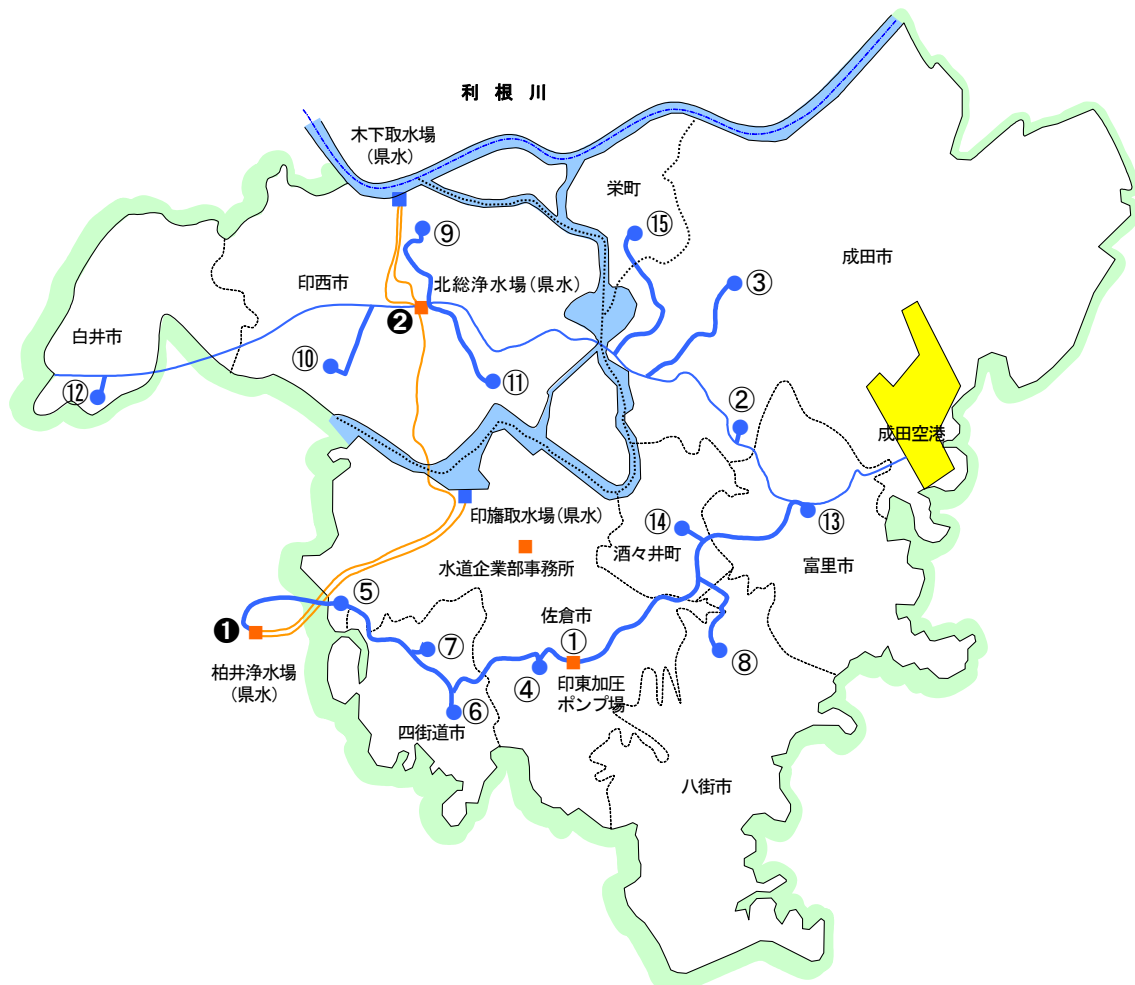 利 根 川
木下取水場
(県水)
栄町
⑨
⑮
成田市
③
印西市
北総浄水場(県水)
❷
白井市
⑩
⑪
⑫
②
成田空港
印旛取水場(県水)
⑭
⑬
酒々井町
水道企業部事務所
富里市
⑤
佐倉市
❶
①
⑦
⑧
柏井浄水場
(県水)
④
印東加圧
ポンプ場
⑥
四街道市
八街市